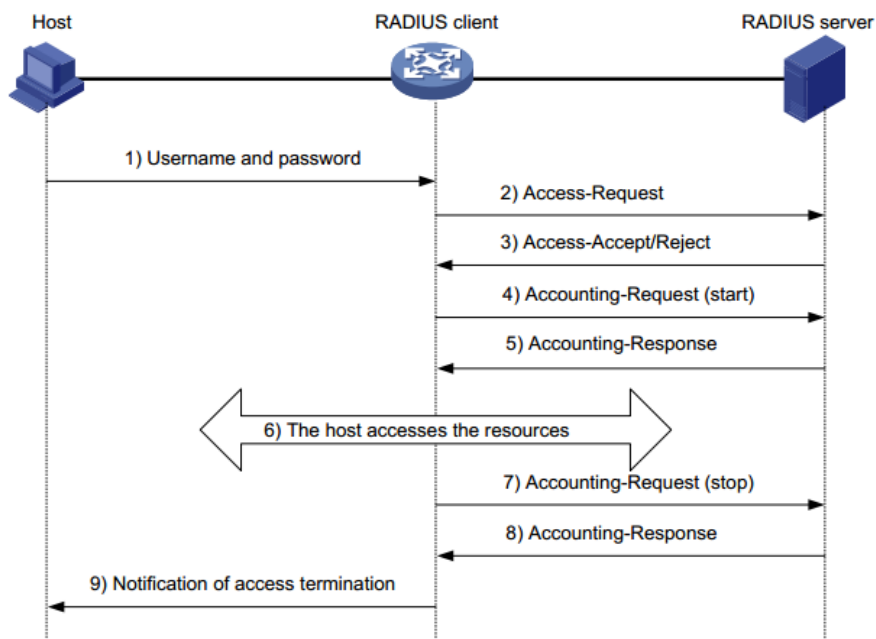 Host
RADIUS client
RADIUS server
1) Username and password
2) Access-Request
3) Access-Accept/Reject
4) Accounting-Request (start)
5) Accounting-Response
6) The host accesses the resources
7) Accounting-Request (stop)
8) Accounting-Response
9) Notification of access termination